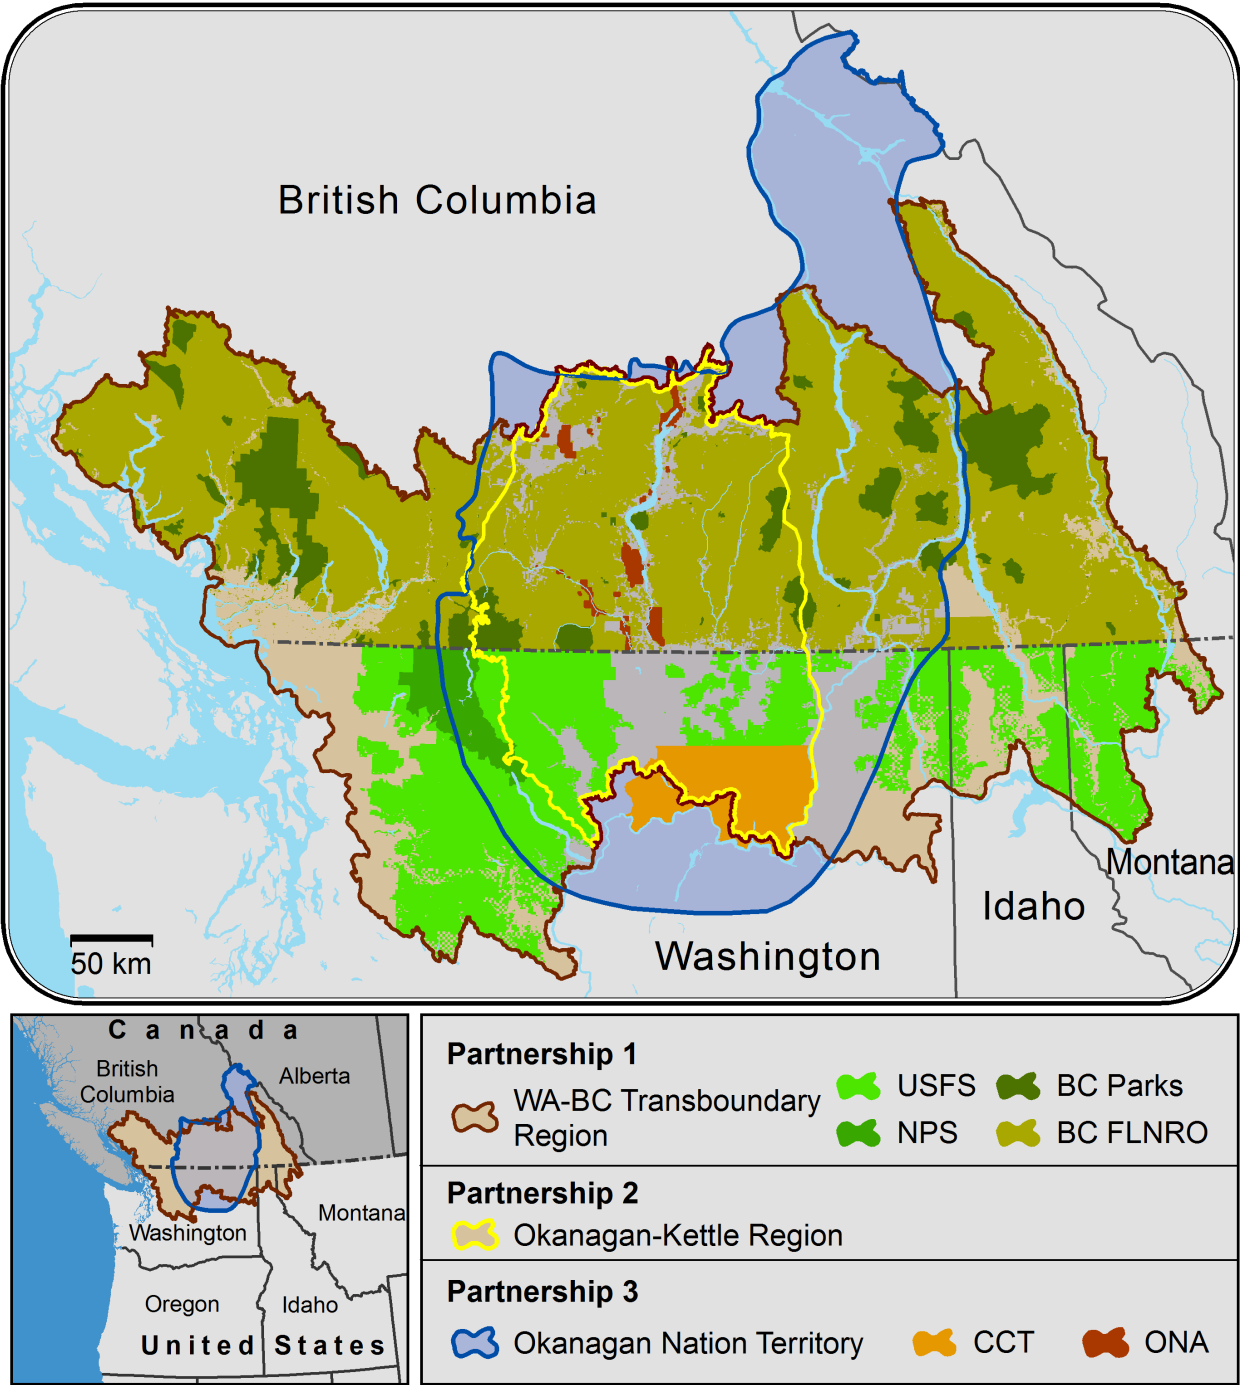 British Columbia
Montana
Idaho
Washington
50 km
Canada
British
Columbia
Alberta
Montana
Washington
Oregon
Idaho
United States
Partnership 1
WA-BC Transboundary
Region
USFS
BC Parks
NPS
BC FLNRO
Partnership 2
Okanagan-Kettle Region
Partnership 3
Okanagan Nation Territory
CCT
ONA